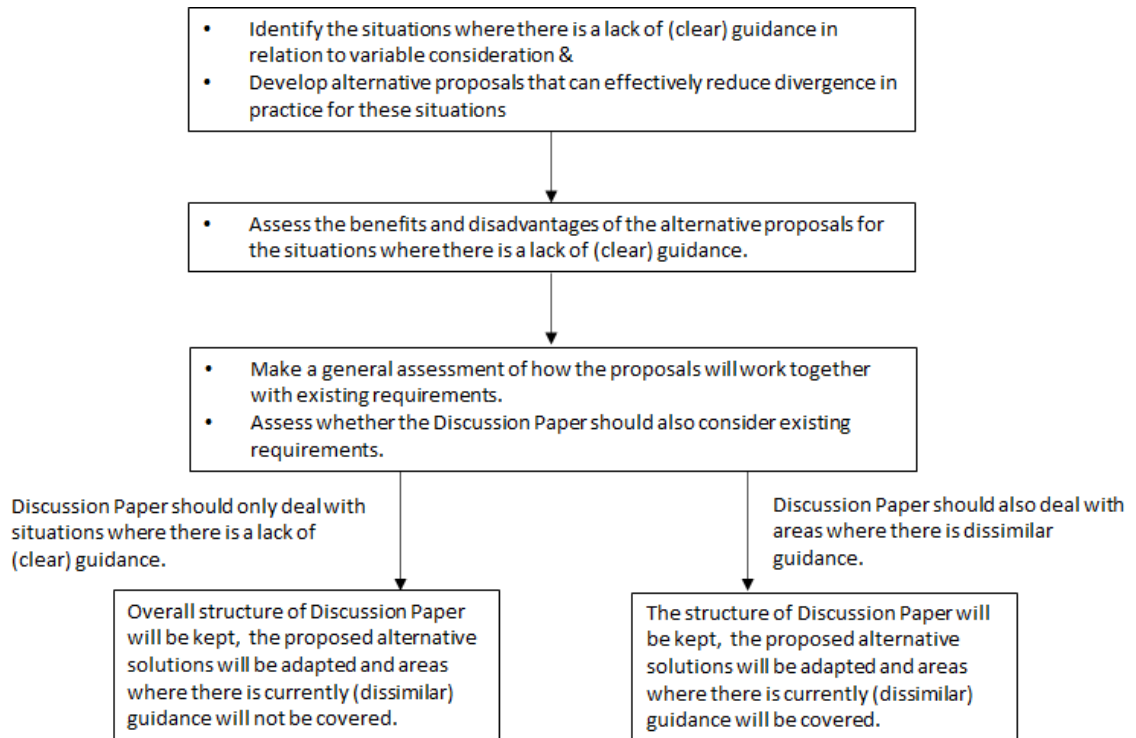 • Identify the situations where there is a lack of (clear) guidance in
relation to variable consideration &
• Develop alternative proposals that can effectively reduce divergence in
practice for these situations
• Assess the benefits and disadvantages of the alternative proposals for
the situations where there is a lack of (clear) guidance.
• Make a general assessment of how the proposals will work together
with existing requirements.
• Assess whether the Discussion Paper should also consider existing
requirements.
Discussion Paper should only deal with
situations where there is a lack of
(clear) guidance.
Discussion Paper should also deal with
areas where there is dissimilar
guidance.
Overall structure of Discussion Paper
will be kept, the proposed alternative
solutions will be adapted and areas
where there is currently (dissimilar)
guidance will not be covered.
The structure of Discussion Paper will
be kept, the proposed alternative
solutions will be adapted and areas
where there is currently (dissimilar)
guidance will be covered.